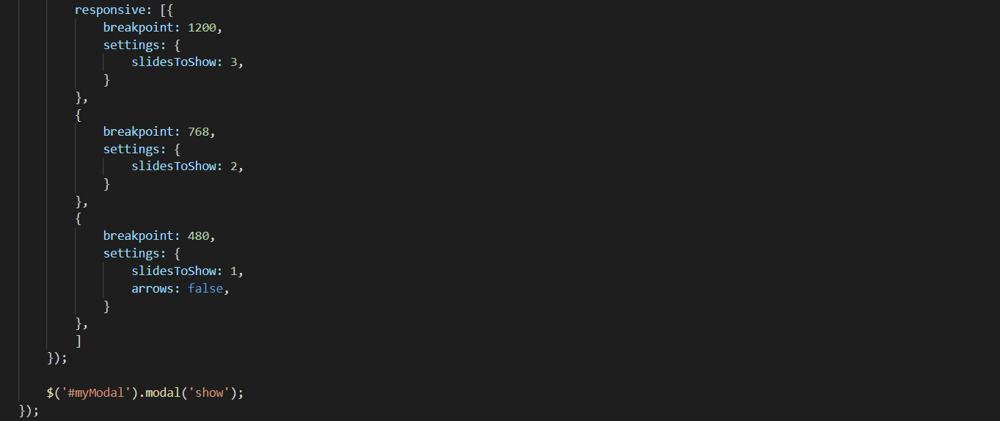 responsive: [{
breakpoint: 1200,
settings: {
slidesToShow: 3,
}
},
{
breakpoint: 768,
settings: {
slidesToShow: 2,
}
},
{
breakpoint: 480,
settings: {
slidesToShow: 1,
arrows: false,
}
},
]
});
$('#myModal').modal('show');
});